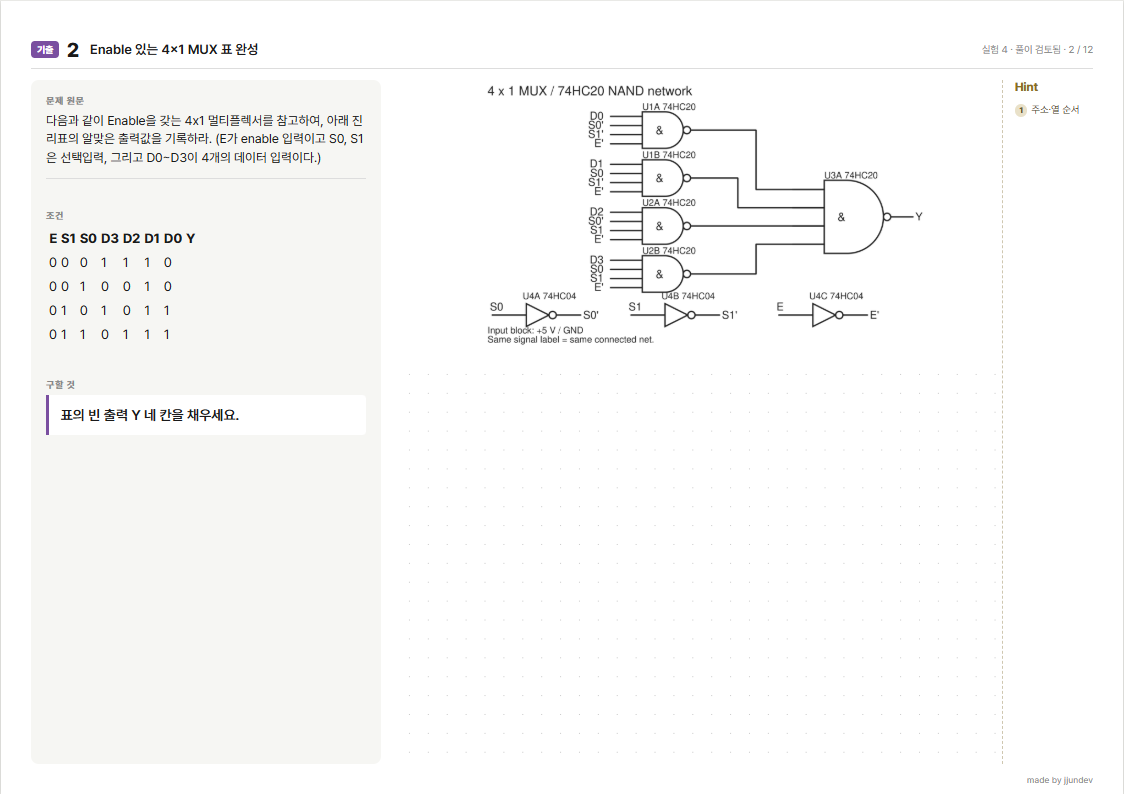 기출 2 Enable 있는 4×1 MUX 표 완성
실험 4 · 풀이 검토됨 · 2 / 12
문제 원문
다음과 같이 Enable을 갖는 4x1 멀티플렉서를 참고하여, 아래 진
리표의 알맞은 출력값을 기록하라. (E가 enable 입력이고 S0, S1
은 선택입력, 그리고 D0~D3이 4개의 데이터 입력이다.)
조건
E S1 S0 D3 D2 D1 D0 Y
0 0 0 1 1 1 0
0 0 1 0 0 1 0
0 1 0 1 0 1 1
0 1 1 0 1 1 1
구할 것
표의 빈 출력 Y 네 칸을 채우세요.
4 x 1 MUX / 74HC20 NAND network
U1A 74HC20
D0
S0'
S1'
E'
&
U1B 74HC20
D1
S0
S1'
E'
&
U3A 74HC20
&
Y
U2A 74HC20
D2
S0'
S1
E'
&
U2B 74HC20
D3
S0
S1
E'
&
U4A 74HC04
S0
S0'
U4B 74HC04
S1
S1'
U4C 74HC04
E
E'
Input block: +5 V / GND
Same signal label = same connected net.
Hint
1 주소·열 순서
made by jjundev